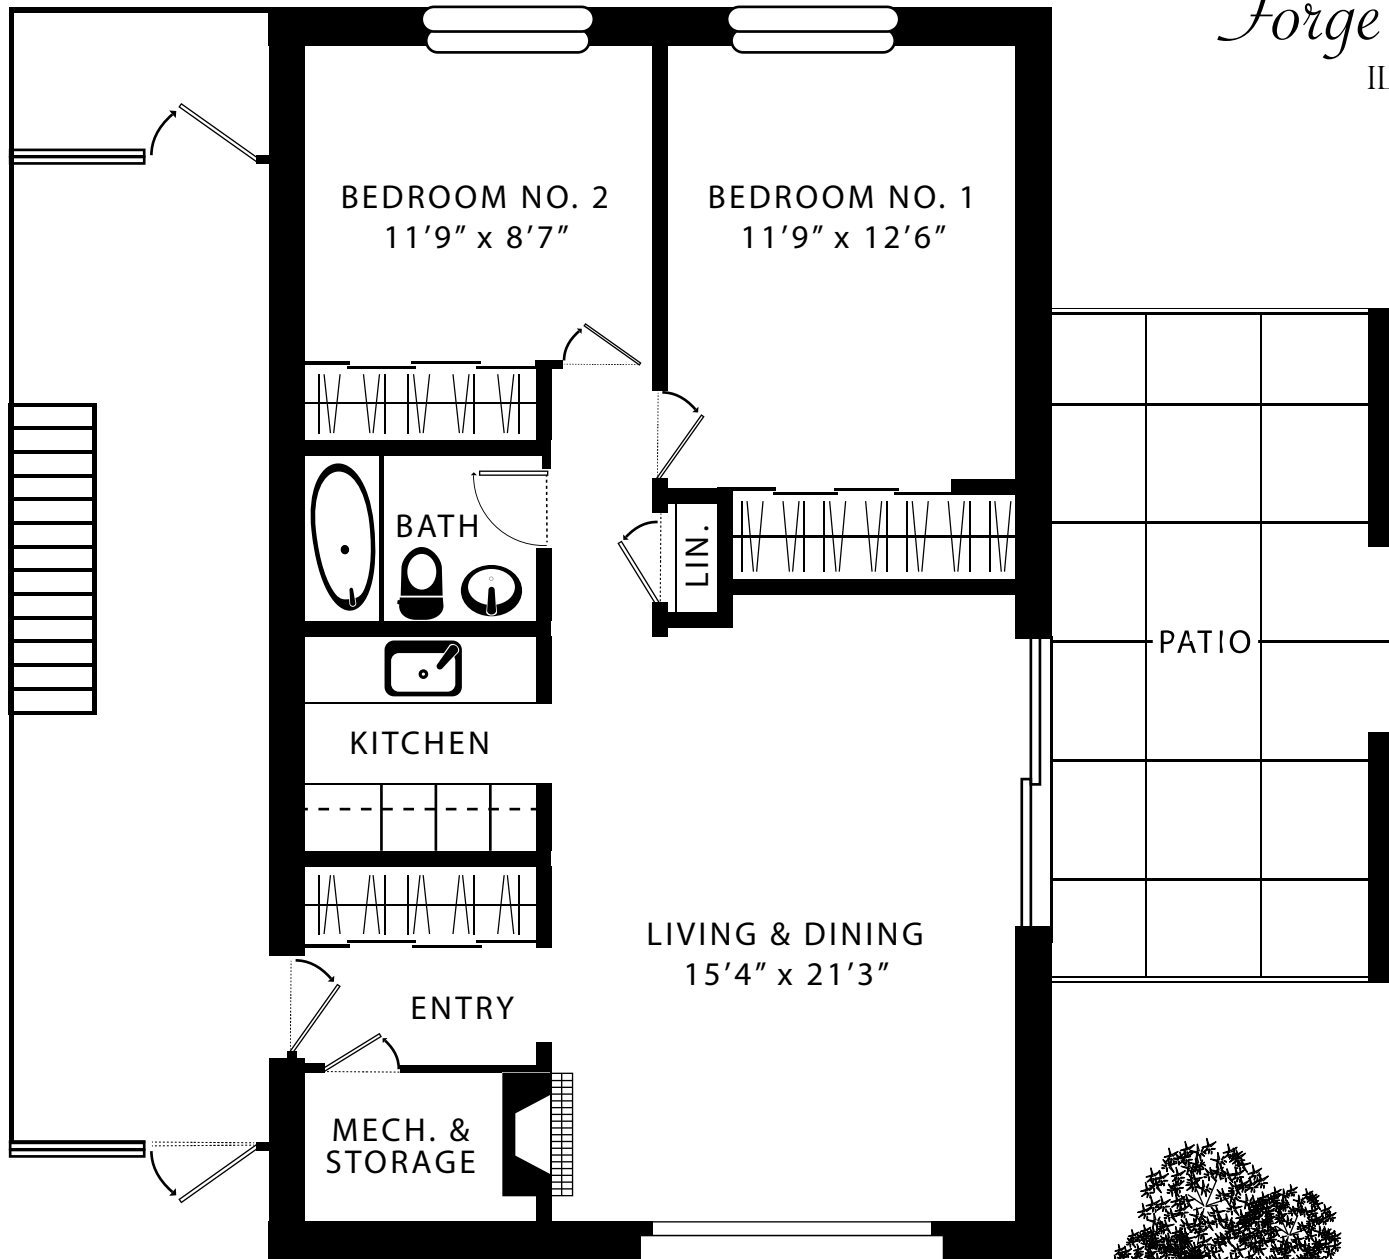 Forge
BEDROOM NO. 2
11’9” x 8’7”
BEDROOM NO. 1
11’9” x 12’6”
BATH
LIN.
PATIO
KITCHEN
LIVING & DINING
15’4” x 21’3”
ENTRY
MECH. &
STORAGE